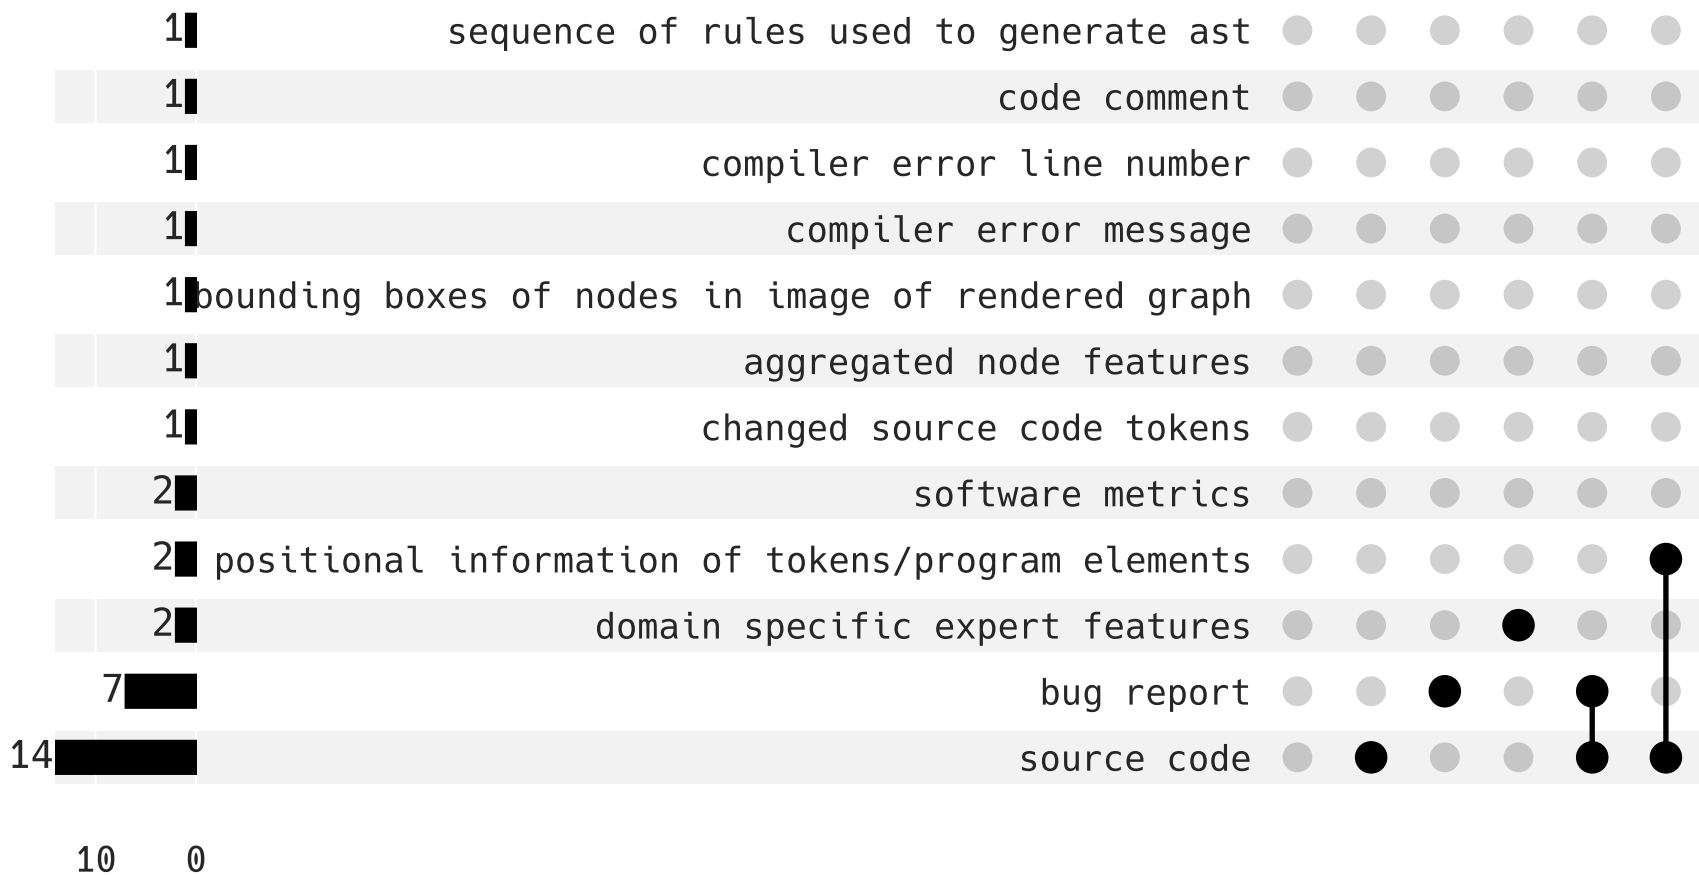 1 sequence of rules used to generate ast
1 code comment
1 compiler error line number
1 compiler error message
1 bounding boxes of nodes in image of rendered graph
1 aggregated node features
1 changed source code tokens
2 software metrics
2 positional information of tokens/program elements
2 domain specific expert features
7 bug report
14 source code
10 0